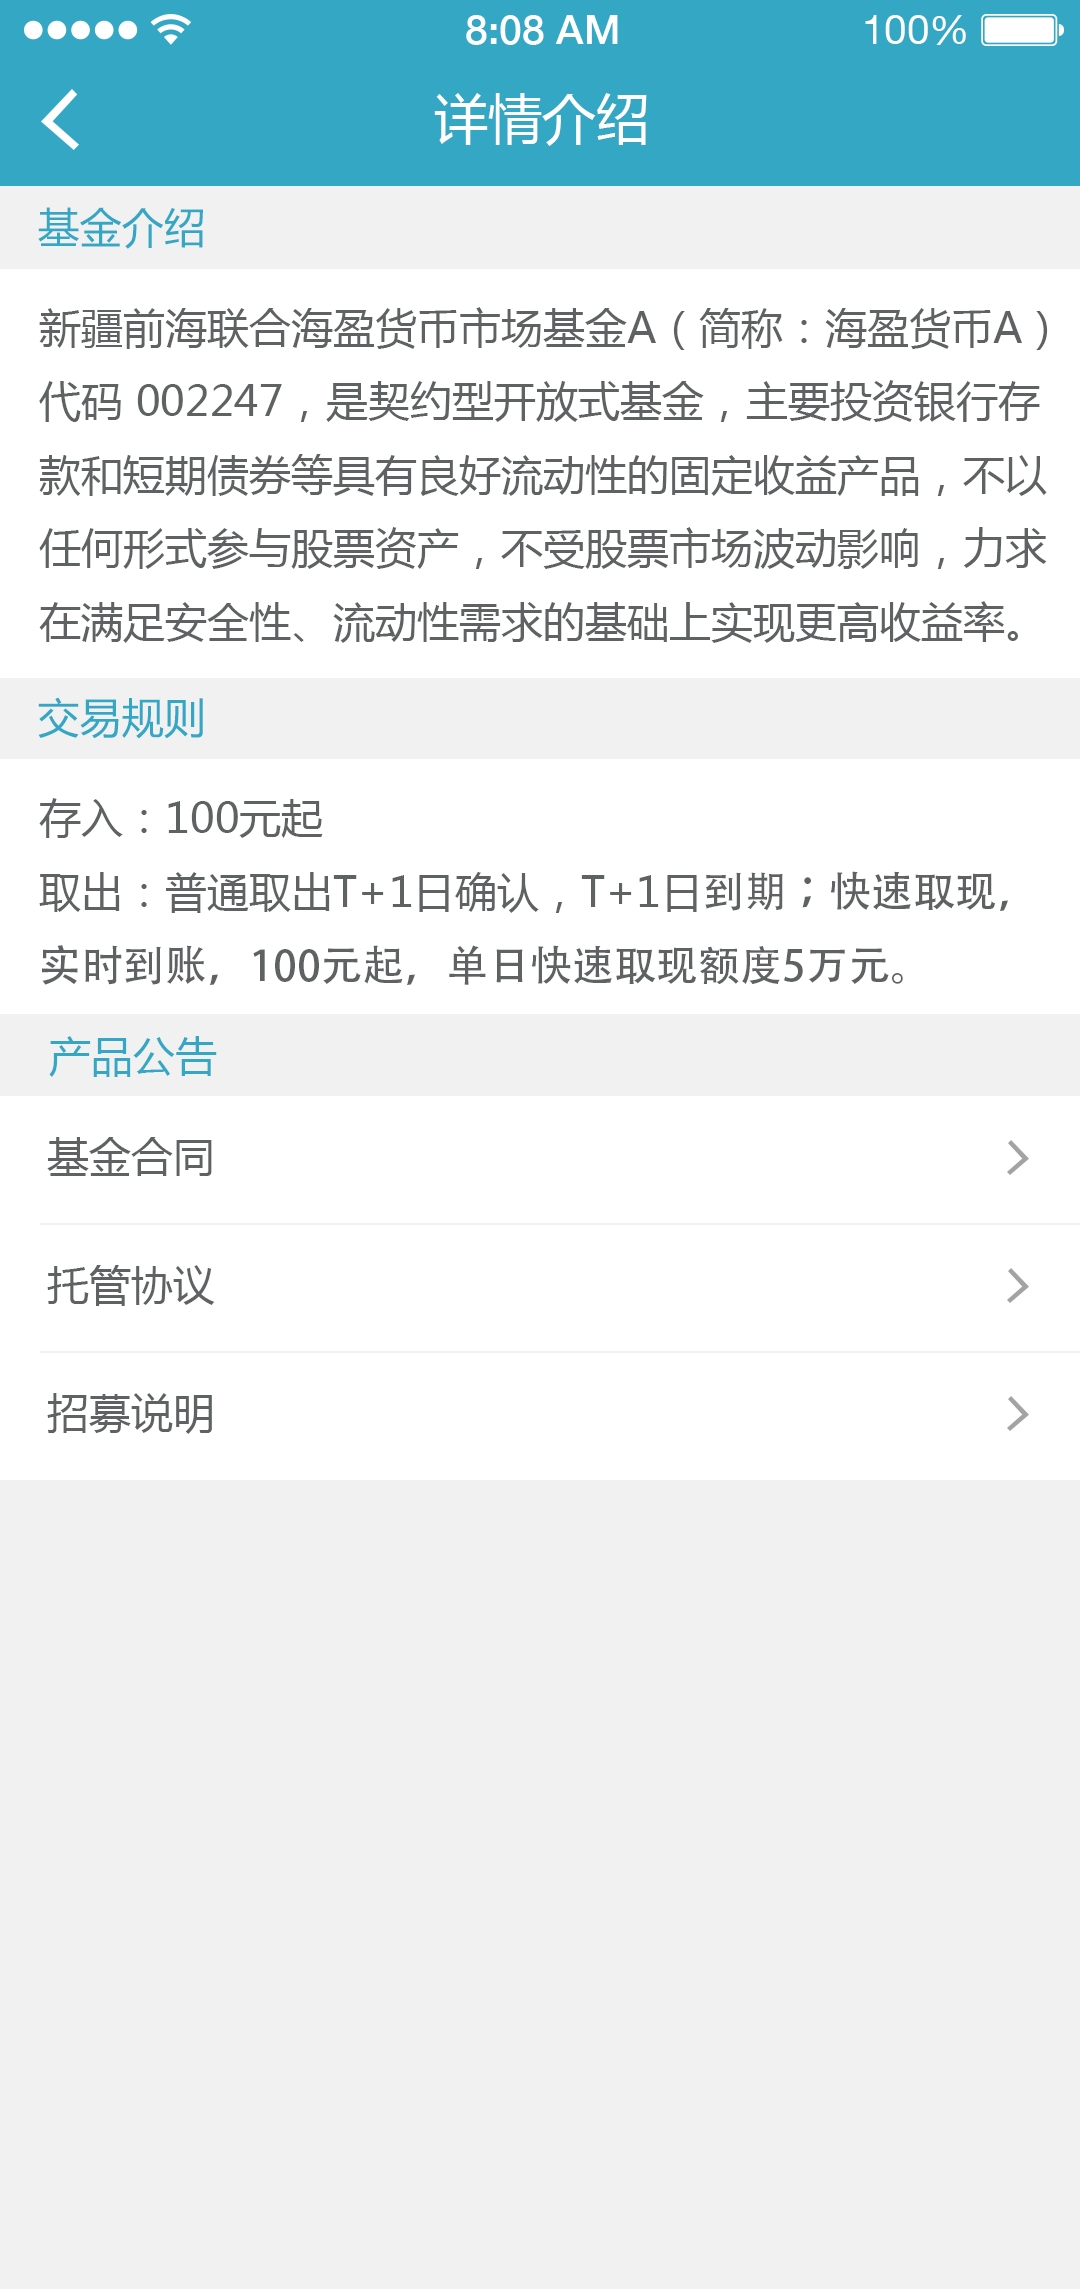 8:08 AM
100%
详情介绍
基金介绍
新疆前海联合海盈货币市场基金A（简称：海盈货币A）
代码 002247，是契约型开放式基金，主要投资银行存
款和短期债券等具有良好流动性的固定收益产品，不以
任何形式参与股票资产，不受股票市场波动影响，力求
在满足安全性、流动性需求的基础上实现更高收益率。
交易规则
存入：100元起
取出：普通取出T+1日确认，T+1日到期；快速取现，
实时到账，100元起，单日快速取现额度5万元。
产品公告
基金合同
托管协议
招募说明